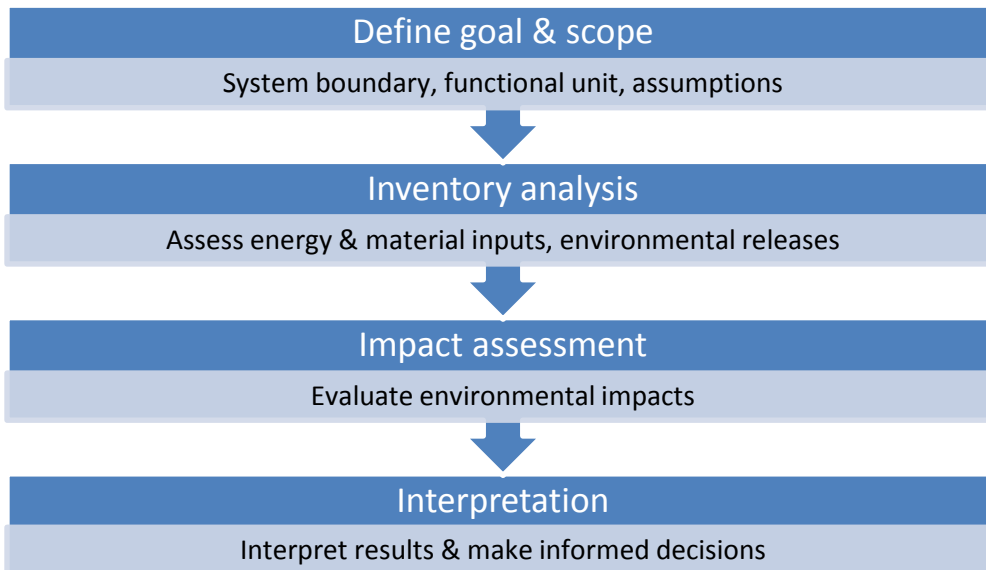 Define goal & scope
System boundary, functional unit, assumptions
Inventory analysis
Assess energy & material inputs, environmental releases
Impact assessment
Evaluate environmental impacts
Interpretation
Interpret results & make informed decisions